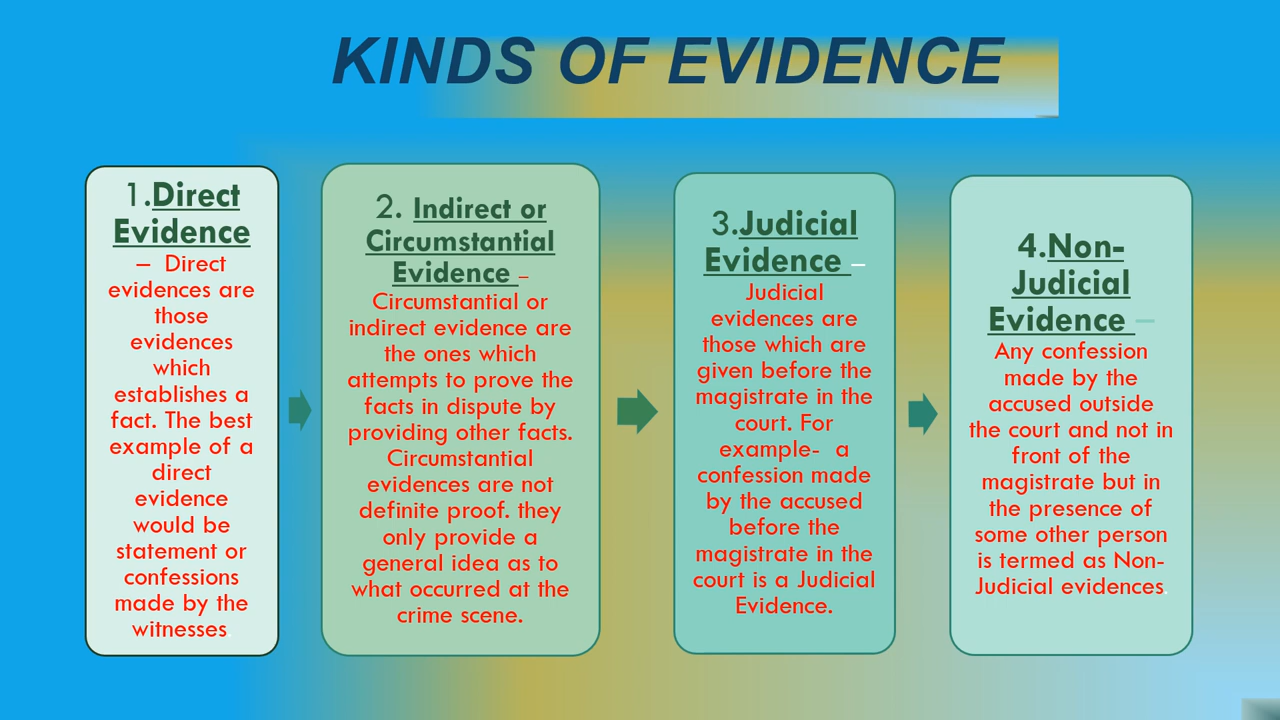 KINDS OF EVIDENCE
1.Direct
Evidence
– Direct
evidences are
those
evidences
which
establishes a
fact. The best
example of a
direct
evidence
would be
statement or
confessions
made by the
witnesses.
2. Indirect or
Circumstantial
Evidence –
Circumstantial or
indirect evidence are
the ones which
attempts to prove the
facts in dispute by
providing other facts.
Circumstantial
evidences are not
definite proof. they
only provide a
general idea as to
what occurred at the
crime scene.
3.Judicial
Evidence –
Judicial
evidences are
those which are
given before the
magistrate in the
court. For
example- a
confession made
by the accused
before the
magistrate in the
court is a Judicial
Evidence.
4.Non-
Judicial
Evidence –
Any confession
made by the
accused outside
the court and not in
front of the
magistrate but in
the presence of
some other person
is termed as Non-
Judicial evidences.